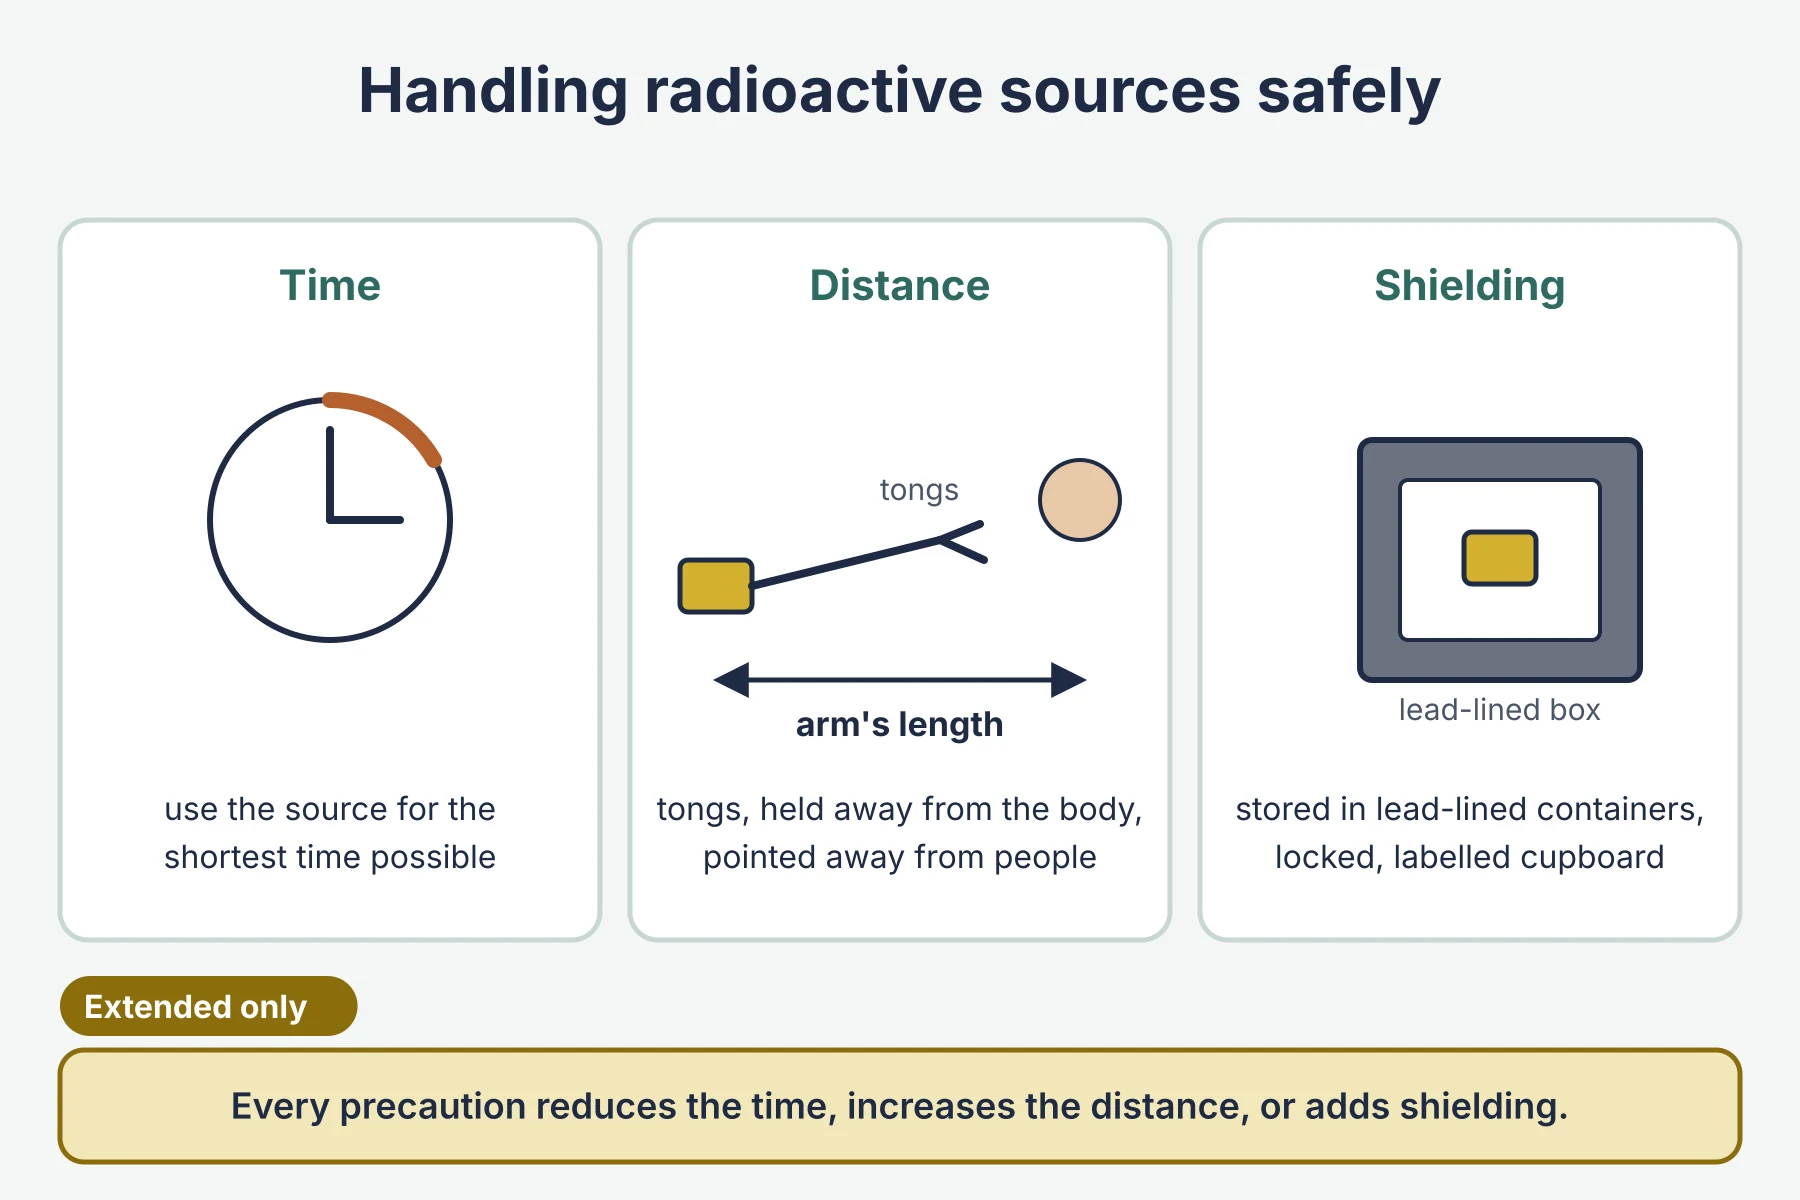 Handling radioactive sources safely
Time
use the source for the
shortest time possible
Distance
tongs
arm's length
tongs, held away from the body,
pointed away from people
Shielding
lead-lined box
stored in lead-lined containers,
locked, labelled cupboard
Extended only
Every precaution reduces the time, increases the distance, or adds shielding.